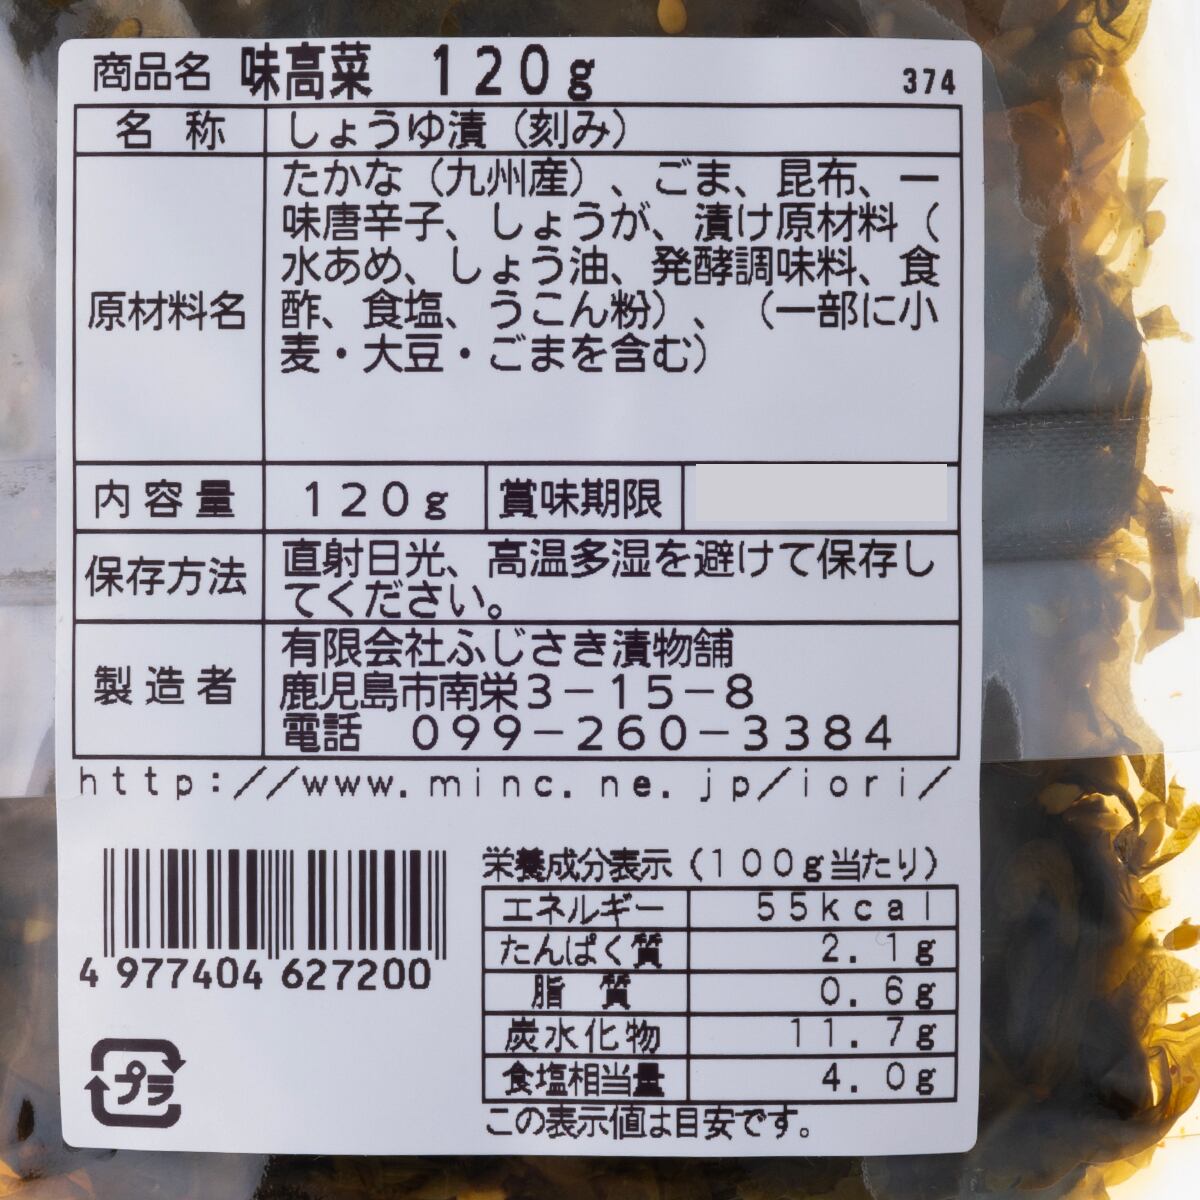 商品名 味高菜 120g
374
名称 しょうゆ漬(刻み)
原材料名
たかな(九州産)、ごま、昆布、一
味唐辛子、しょうが、漬け原材料(
水あめ、しょう油、発酵調味料、食
酢、食塩、うこん粉)、(一部に小
麦・大豆・ごまを含む)
内容量 120g 賞味期限
保存方法
直射日光、高温多湿を避けて保存し
てください。
製造者
有限会社ふじさき漬物舗
鹿児島市南栄3-15-8
電話 099-260-3384
http://www.minc.ne.jp/iori/
4 977404 627200
プラ
栄養成分表示(100g当たり)
エネルギー 55kcal
たんぱく質 2.1g
脂質 0.6g
炭水化物 11.7g
食塩相当量 4.0g
この表示値は目安です。